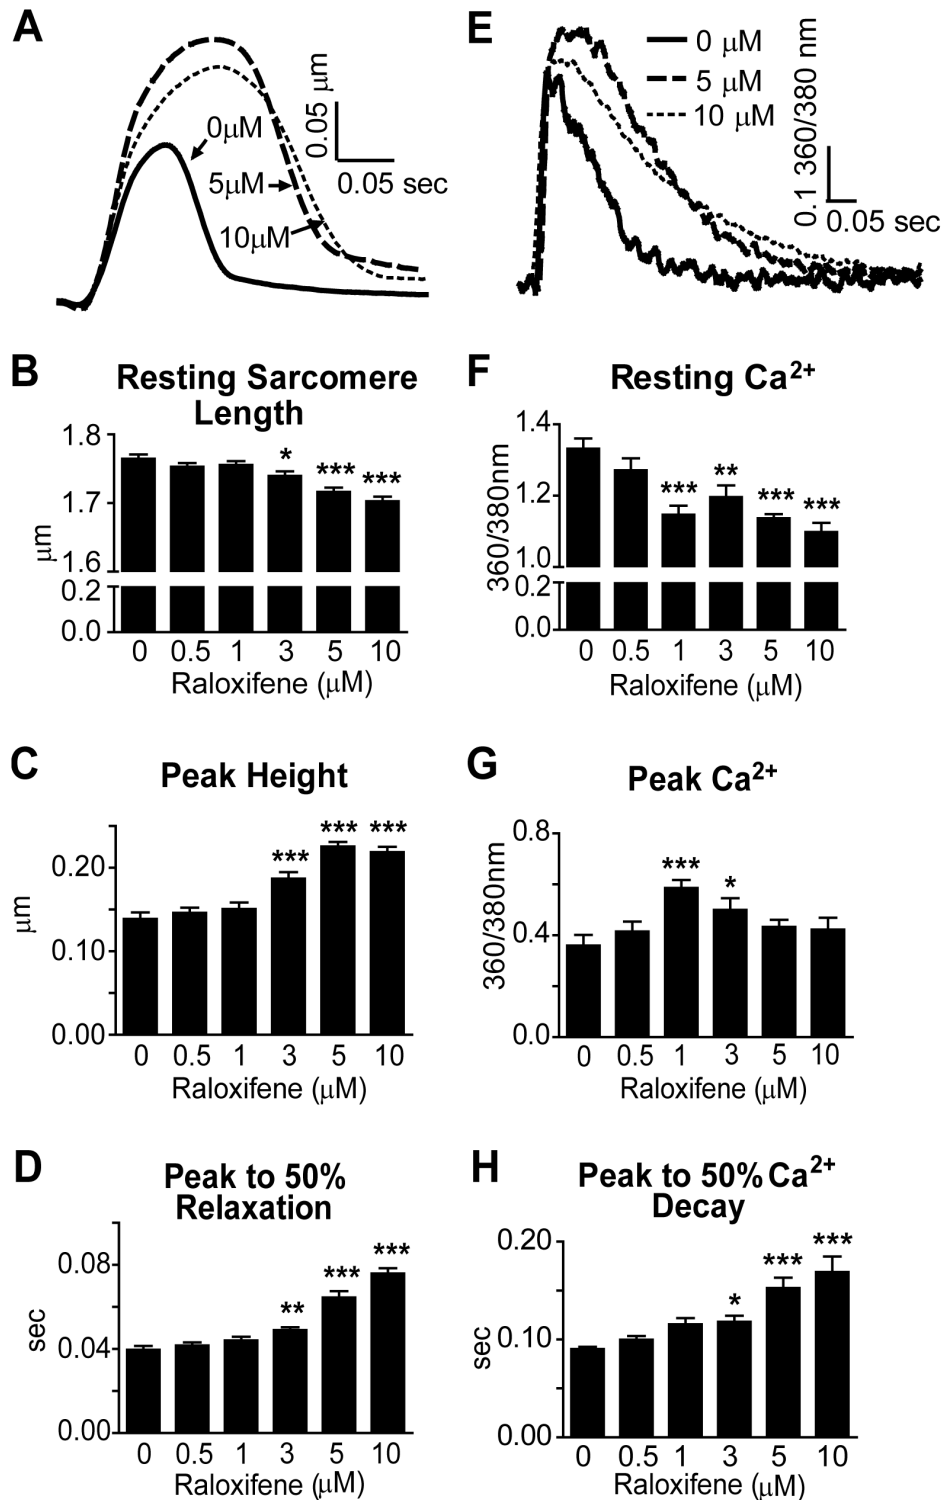 A
0μM
5μM
10μM
0.05 μm
0.05 sec
E
0 μM
5 μM
10 μM
0.1 360/380 nm
0.05 sec
B
Resting Sarcomere
Length
μm
1.8
1.7
1.6
0.2
0.0
*
***
***
0 0.5 1 3 5 10
Raloxifene (μM)
F
Resting Ca²⁺
360/380nm
1.4
1.2
1.0
0.2
0.0
***
**
***
***
0 0.5 1 3 5 10
Raloxifene (μM)
C
Peak Height
μm
0.20
0.10
0.00
***
***
***
0 0.5 1 3 5 10
Raloxifene (μM)
G
Peak Ca²⁺
360/380nm
0.8
0.4
0.0
***
*
0 0.5 1 3 5 10
Raloxifene (μM)
D
Peak to 50%
Relaxation
sec
0.08
0.04
0.00
**
***
***
0 0.5 1 3 5 10
Raloxifene (μM)
H
Peak to 50% Ca²⁺
Decay
sec
0.20
0.10
0.00
*
***
***
0 0.5 1 3 5 10
Raloxifene (μM)